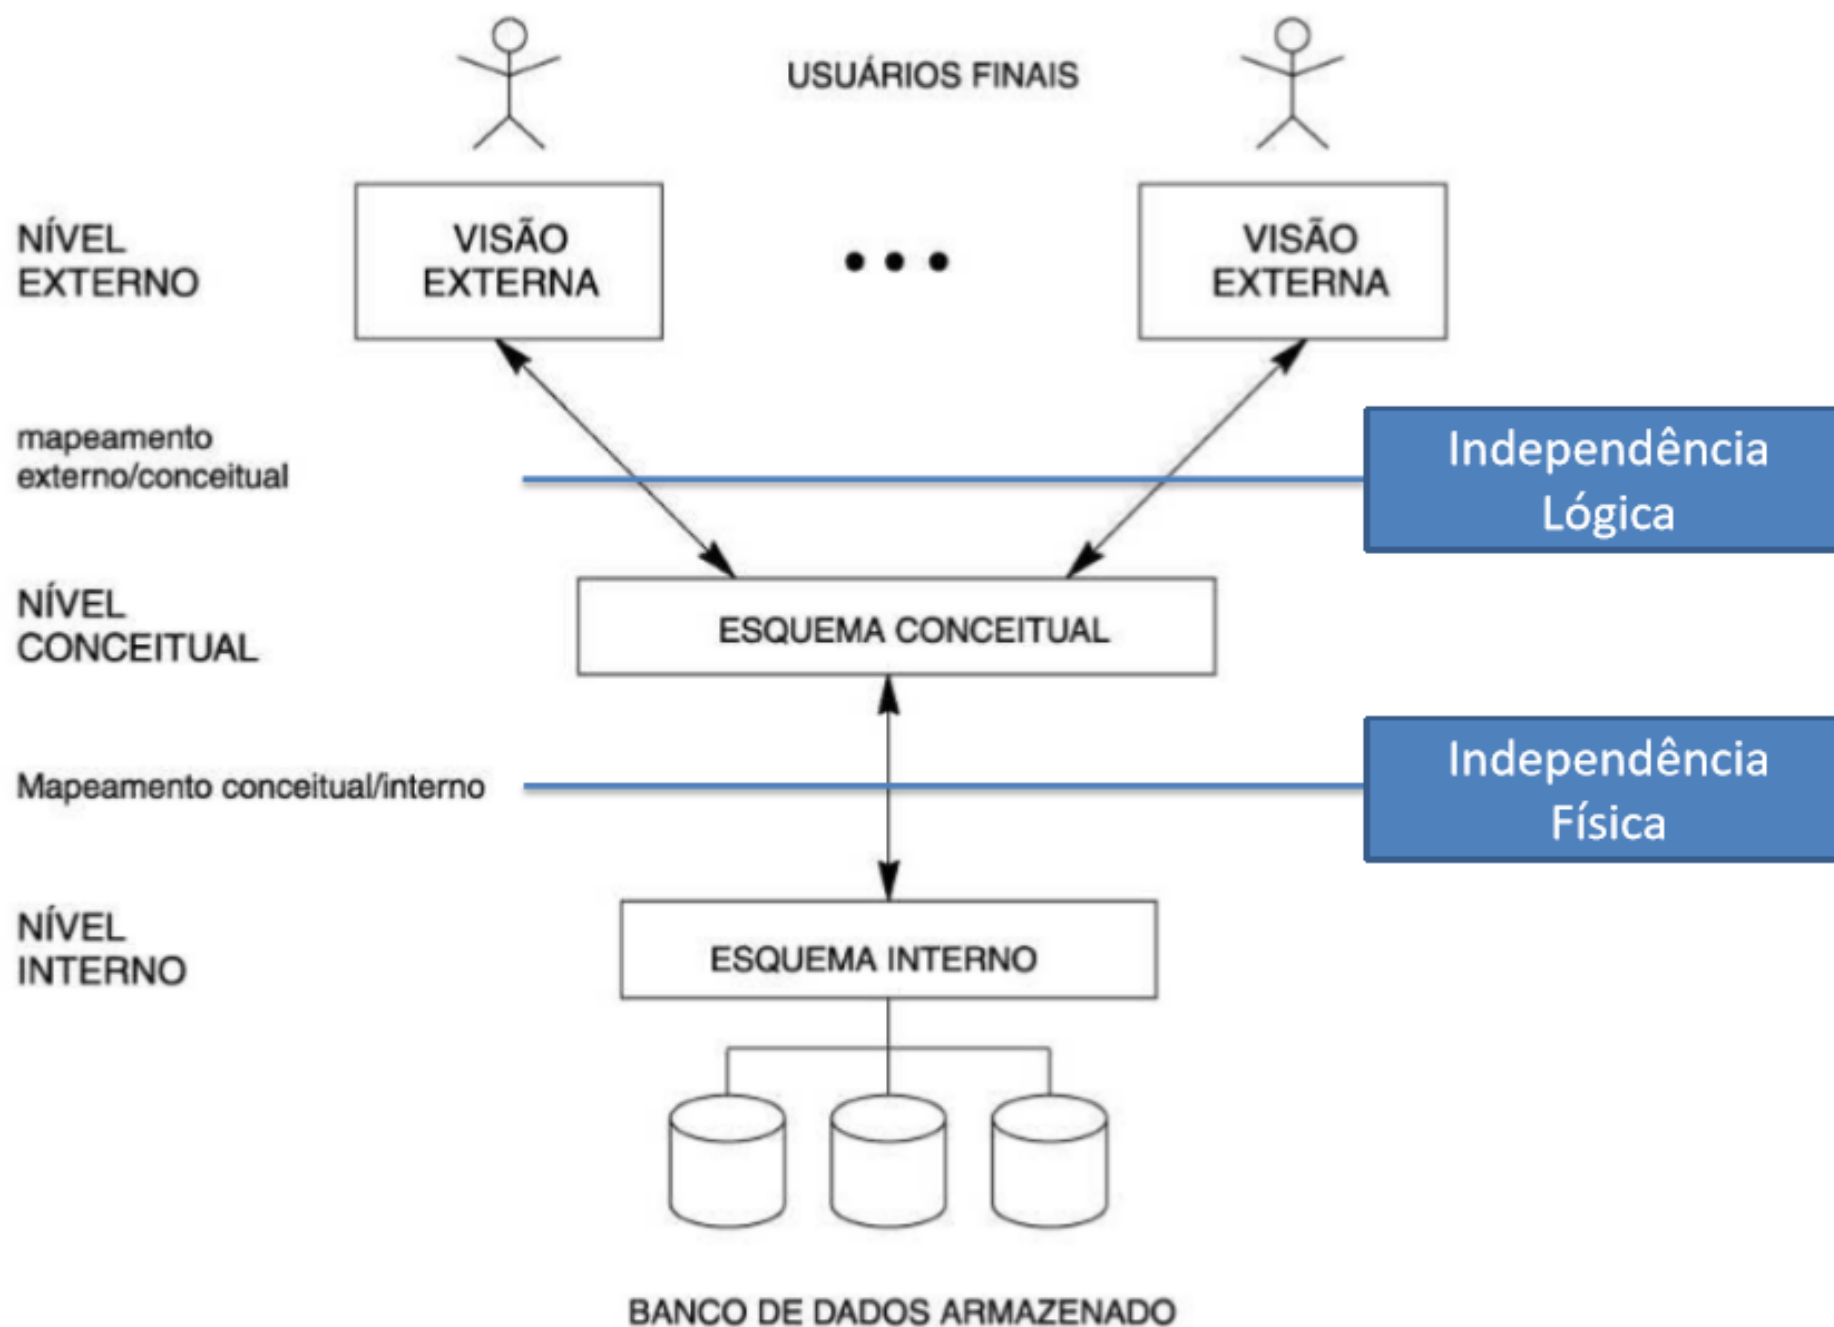 USUÁRIOS FINAIS
NÍVEL
EXTERNO
VISÃO
EXTERNA
VISÃO
EXTERNA
mapeamento
externo/conceitual
Independência
Lógica
NÍVEL
CONCEITUAL
ESQUEMA CONCEITUAL
Mapeamento conceitual/interno
Independência
Física
NÍVEL
INTERNO
ESQUEMA INTERNO
BANCO DE DADOS ARMAZENADO